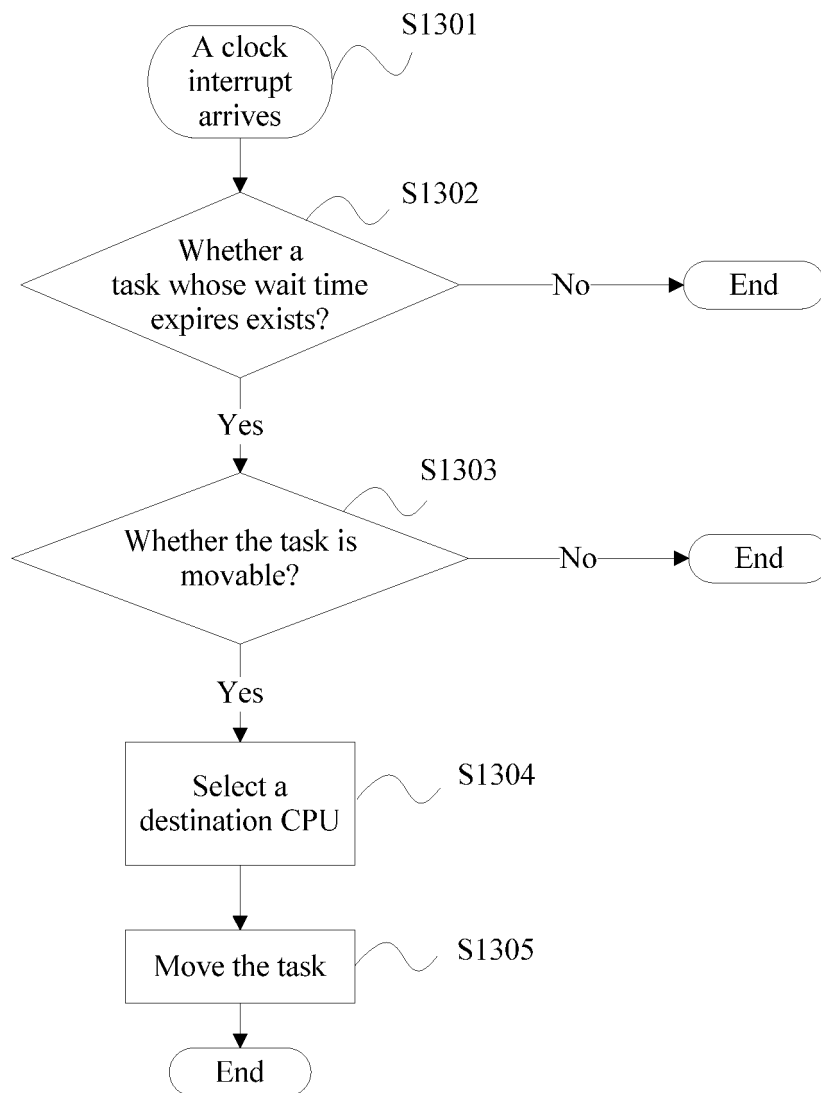 S1301
A clock
interrupt
arrives
S1302
Whether a
task whose wait time
expires exists?
No
End
Yes
S1303
Whether the task is
movable?
No
End
Yes
S1304
Select a
destination CPU
S1305
Move the task
End